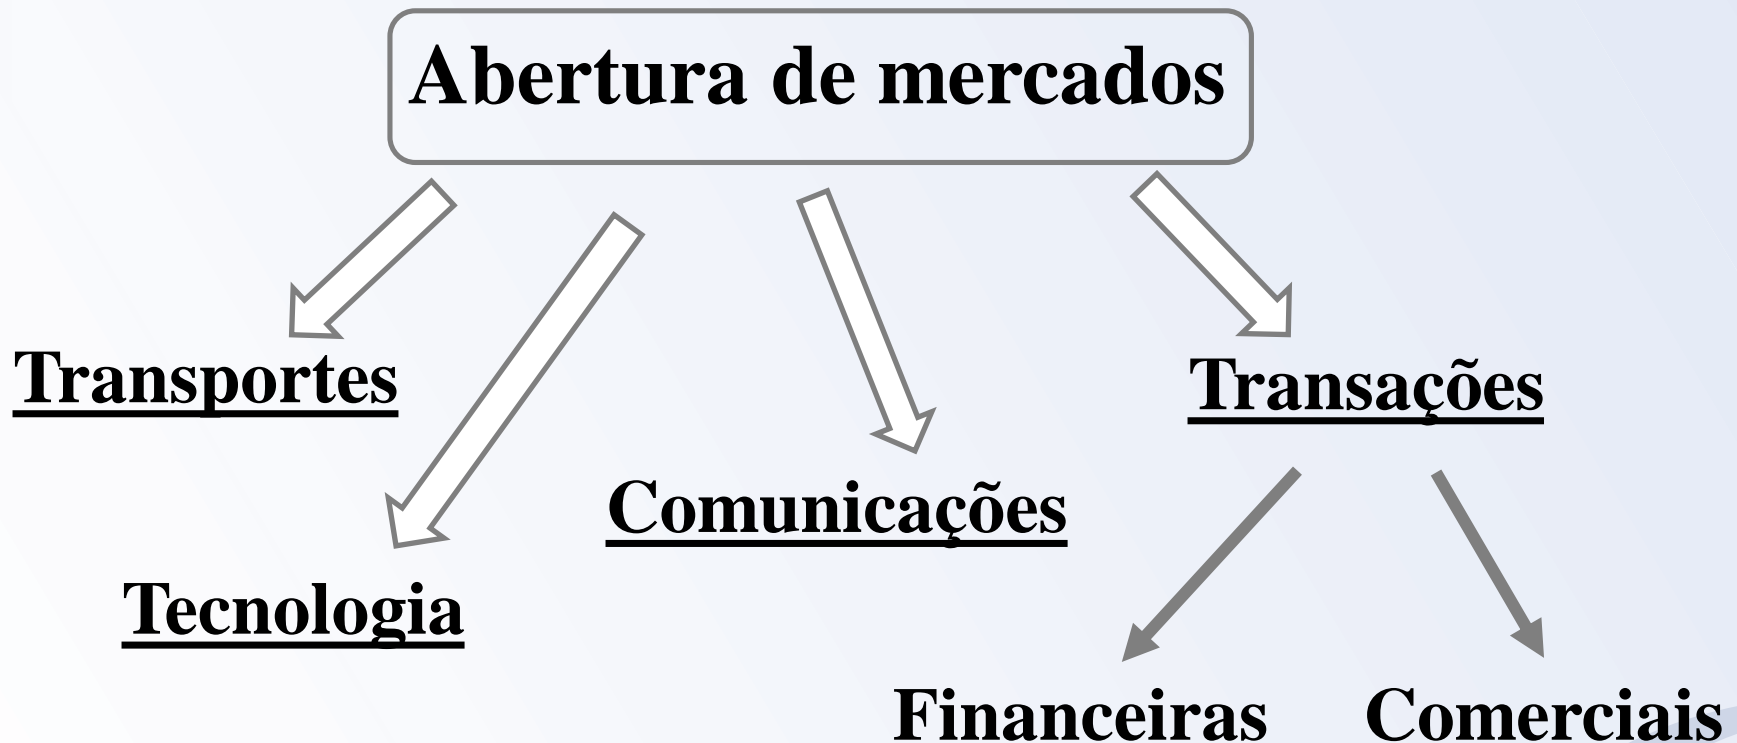 Abertura de mercados
Transportes
Transações
Comunicações
Tecnologia
Financeiras
Comerciais